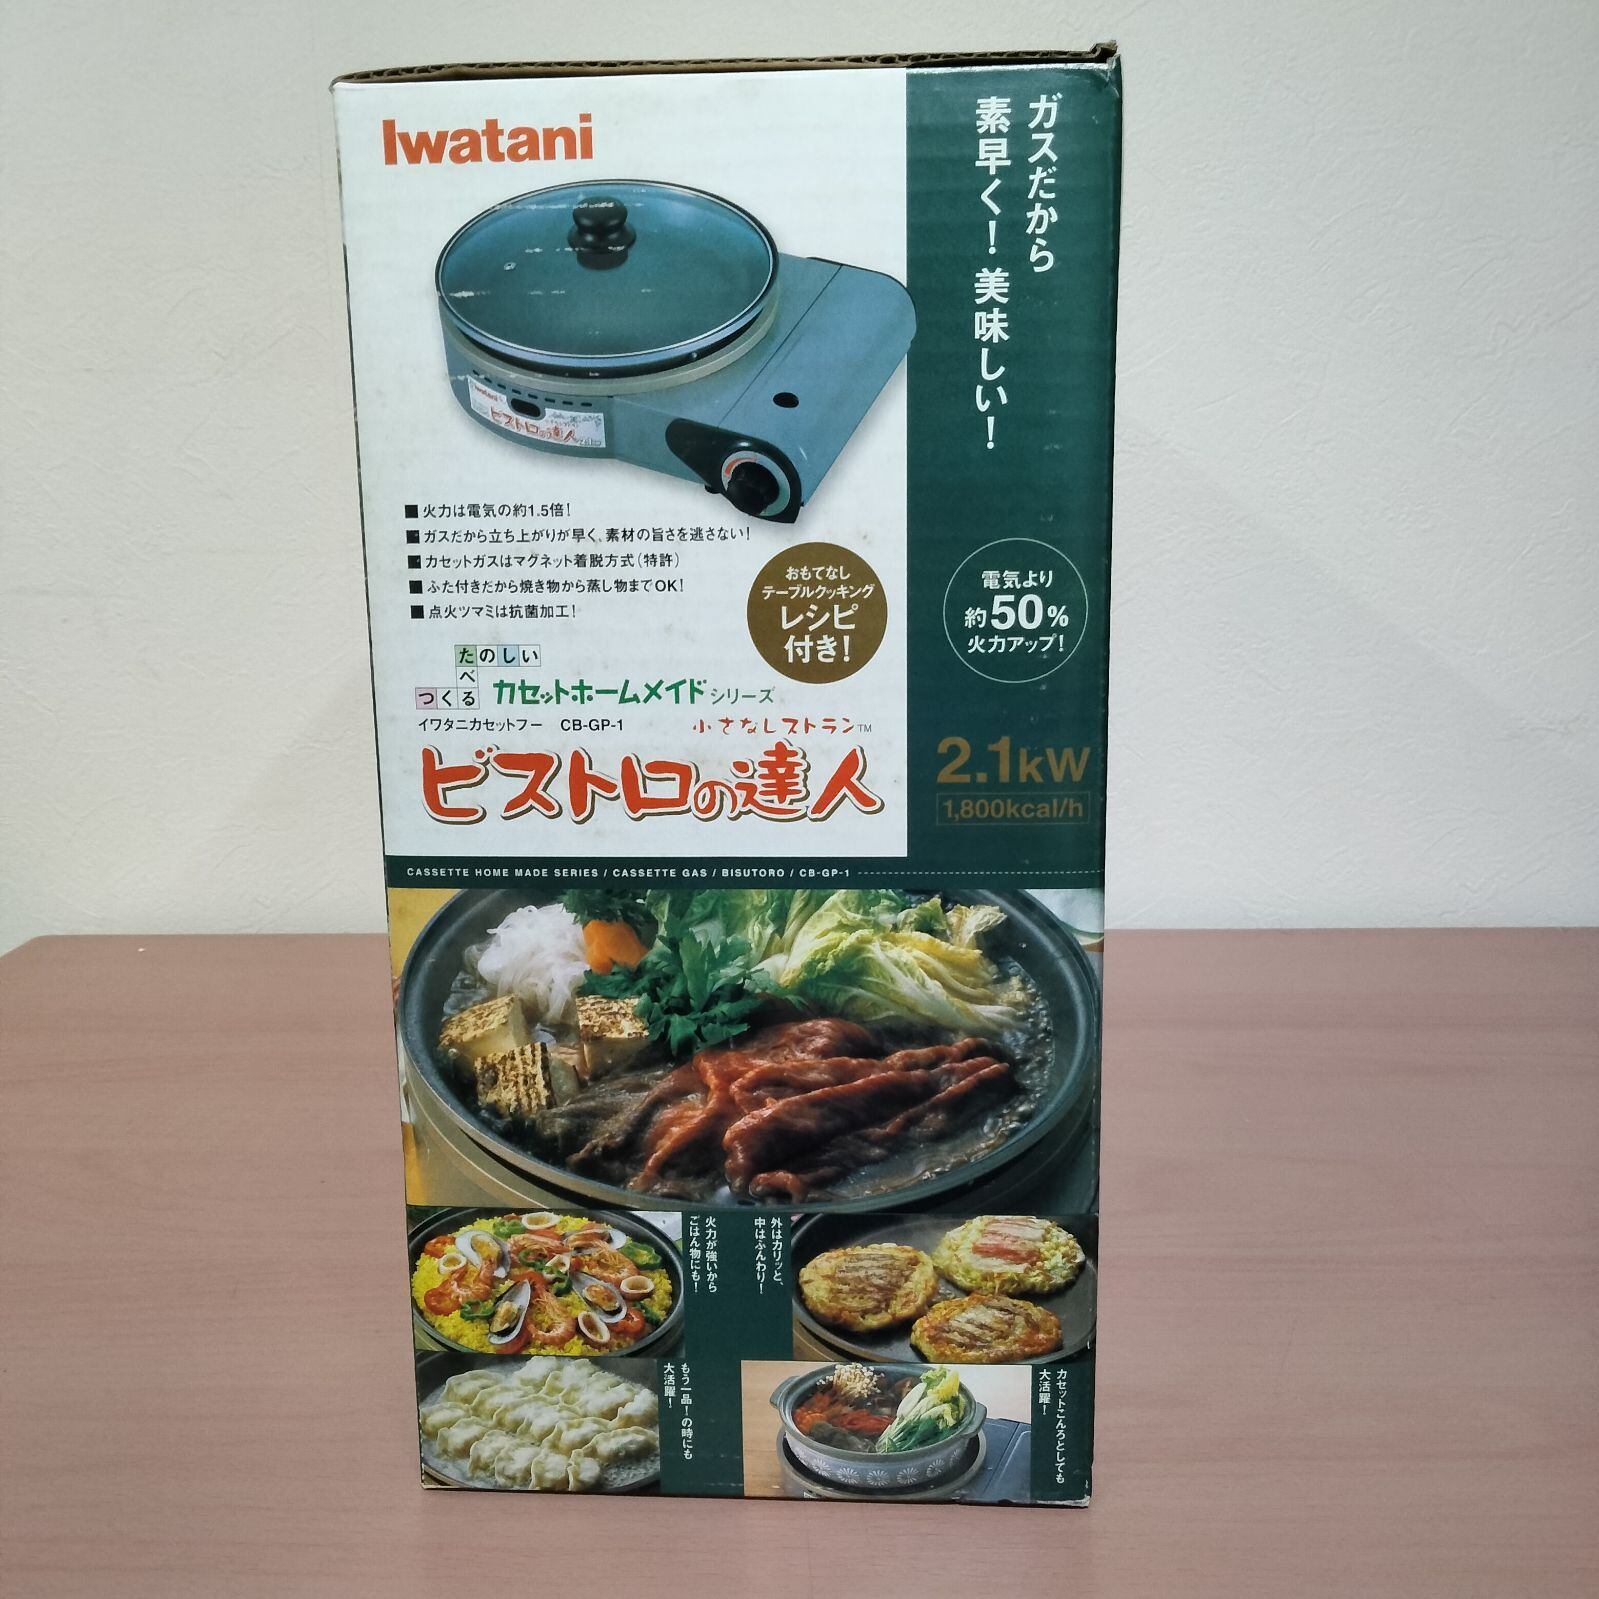 Iwatani
ガスだから
素早く！美味しい！
Iwatani
ビストロの達人
■火力は電気の約1.5倍！
■ガスだから立ち上がりが早く、素材の旨さを逃さない！
■カセットガスはマグネット着脱方式（特許）
■ふた付きだから焼き物から蒸し物までOK！
■点火ツマミは抗菌加工！
おもてなし
テーブルクッキング
レシピ
付き！
電気より
約50%
火力アップ！
たのしい
たべる
つくる
カセットホームメイドシリーズ
イワタニカセットフー CB-GP-1
小さなレストラン™
ビストロの達人
2.1kW
1,800kcal/h
CASSETTE HOME MADE SERIES / CASSETTE GAS / BISUTORO / CB-GP-1
火力が強いから
ごはん物にも！
外はカリッと、
中はふんわり！
もう一品！の時にも
大活躍！
カセットこんろとしても
大活躍！